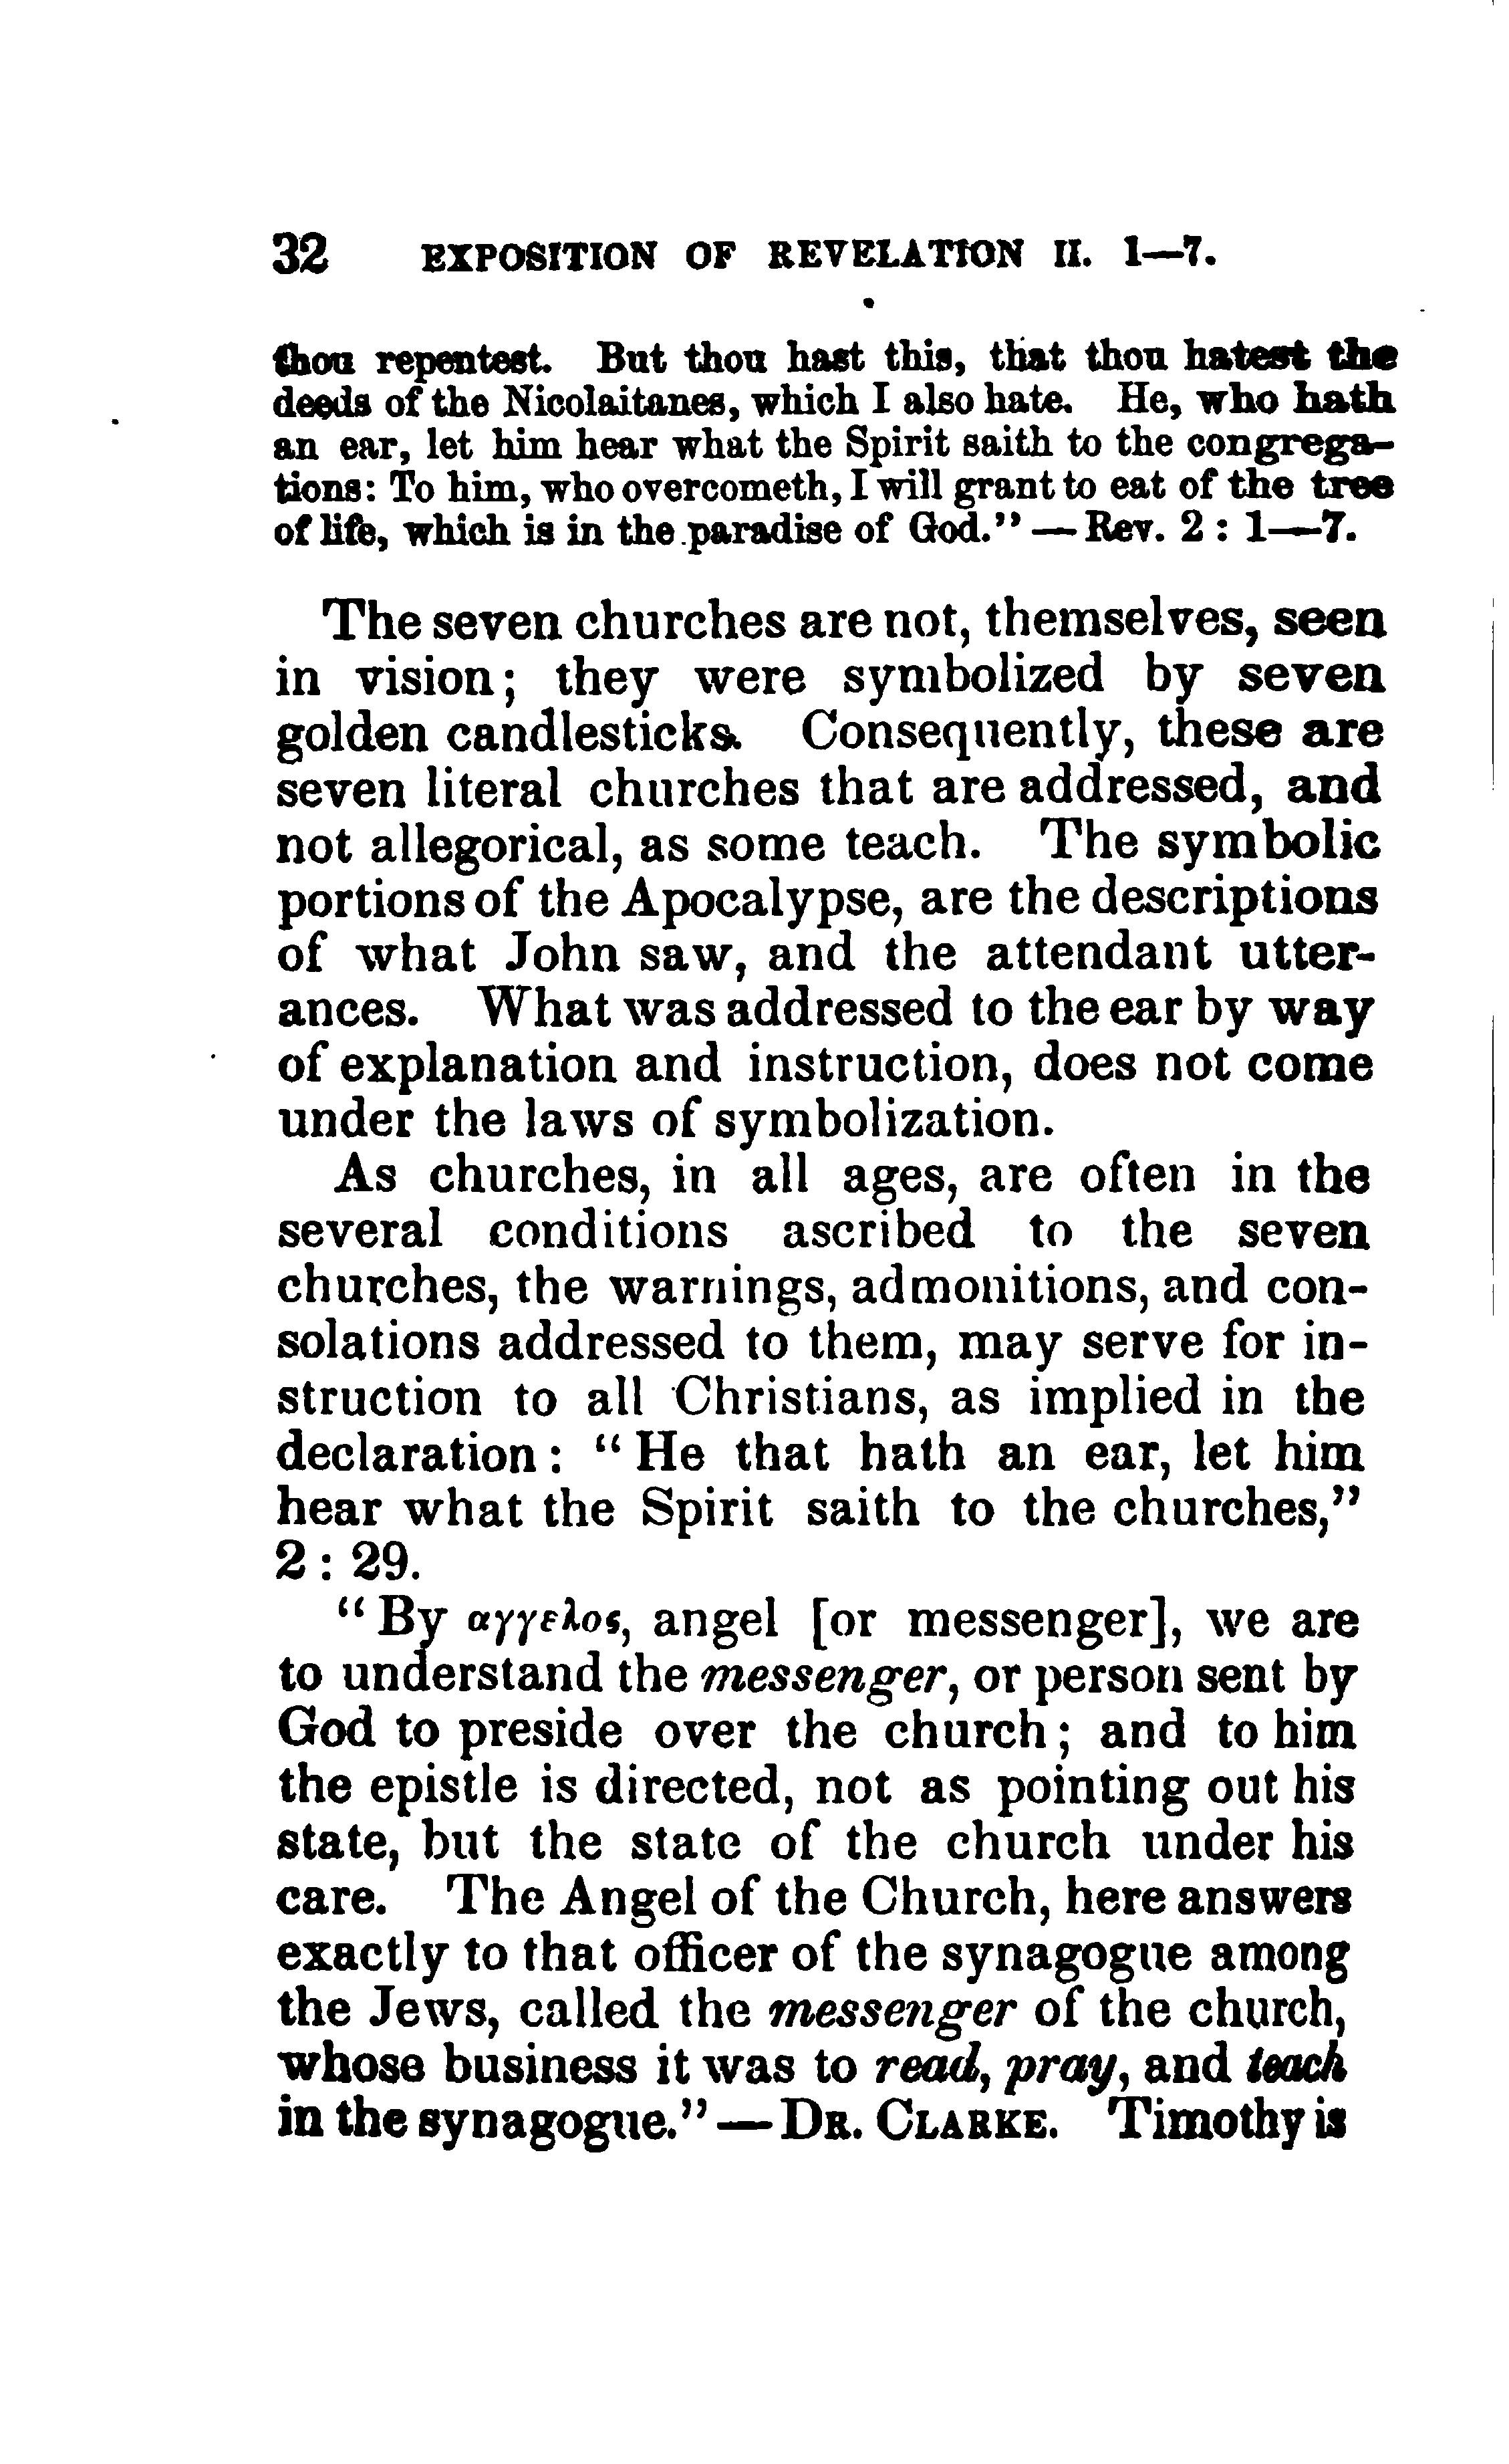 32 EXPOSITION OF REVELATION II. 1—7.
thou repentest. But thou hast this, that thou hatest the
deeds of the Nicolaitanes, which I also hate. He, who hath
an ear, let him hear what the Spirit saith to the congrega-
tions: To him, who overcometh, I will grant to eat of the tree
of life, which is in the paradise of God." — Rev. 2 : 1—7.
The seven churches are not, themselves, seen
in vision; they were symbolized by seven
golden candlesticks. Consequently, these are
seven literal churches that are addressed, and
not allegorical, as some teach. The symbolic
portions of the Apocalypse, are the descriptions
of what John saw, and the attendant utter-
ances. What was addressed to the ear by way
of explanation and instruction, does not come
under the laws of symbolization.
As churches, in all ages, are often in the
several conditions ascribed to the seven
churches, the warnings, admonitions, and con-
solations addressed to them, may serve for in-
struction to all Christians, as implied in the
declaration: "He that hath an ear, let him
hear what the Spirit saith to the churches,"
2 : 29.
"By αγγελος, angel [or messenger], we are
to understand the messenger, or person sent by
God to preside over the church; and to him
the epistle is directed, not as pointing out his
state, but the state of the church under his
care. The Angel of the Church, here answers
exactly to that officer of the synagogue among
the Jews, called the messenger of the church,
whose business it was to read, pray, and teach
in the synagogue."—DR. CLARKE. Timothy is